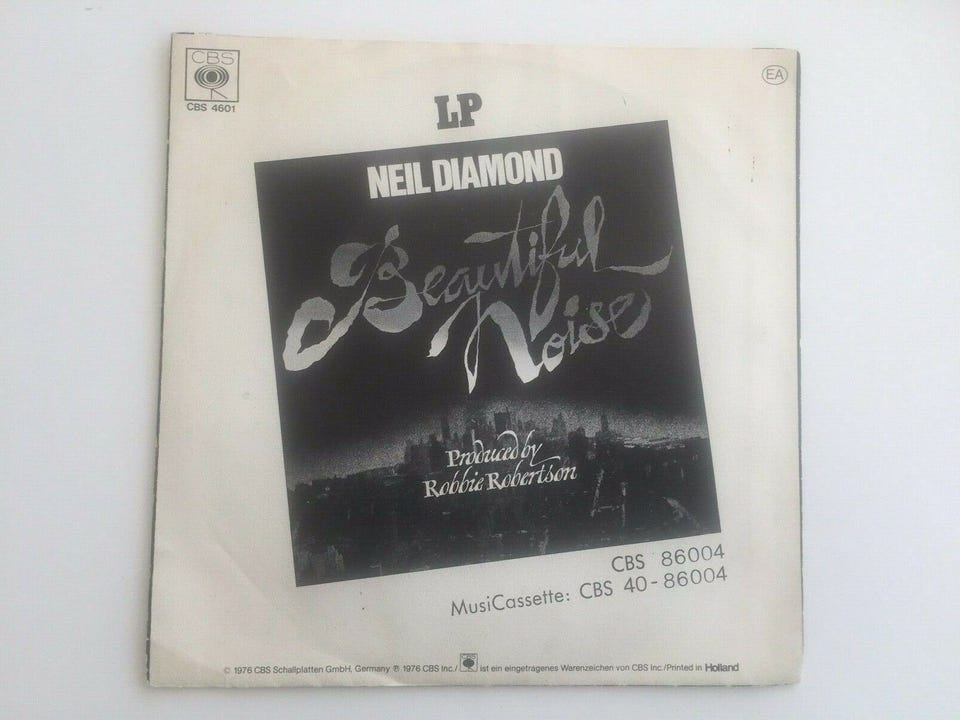 CBS
CBS 4601
EA
LP
NEIL DIAMOND
Beautiful
Noise
Produced by
Robbie Robertson
CBS 86004
MusiCassette: CBS 40-86004
© 1976 CBS Schallplatten GmbH, Germany ℗ 1976 CBS Inc./ CBS ist ein eingetragenes Warenzeichen von CBS Inc./Printed in Holland